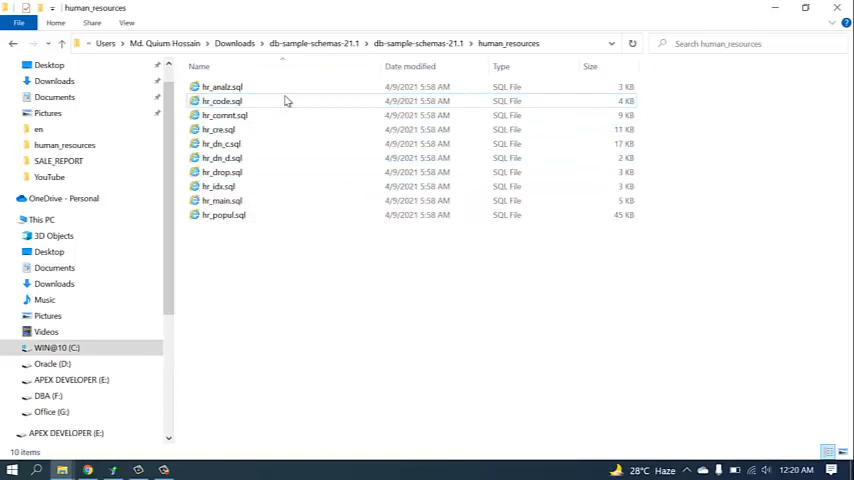 human_resources
File Home Share View
Users Md. Quium Hossain Downloads db-sample-schemas-21.1 db-sample-schemas-21.1 human_resources
Search human_resources
Name Date modified Type Size
hr_analz.sql 4/9/2021 5:58 AM SQL File 3 KB
hr_code.sql 4/9/2021 5:58 AM SQL File 4 KB
hr_comnt.sql 4/9/2021 5:58 AM SQL File 9 KB
hr_cre.sql 4/9/2021 5:58 AM SQL File 11 KB
hr_dn_c.sql 4/9/2021 5:58 AM SQL File 17 KB
hr_dn_d.sql 4/9/2021 5:58 AM SQL File 2 KB
hr_drop.sql 4/9/2021 5:58 AM SQL File 3 KB
hr_idx.sql 4/9/2021 5:58 AM SQL File 3 KB
hr_main.sql 4/9/2021 5:58 AM SQL File 5 KB
hr_popul.sql 4/9/2021 5:58 AM SQL File 45 KB
Desktop
Downloads
Documents
Pictures
en
human_resources
SALE_REPORT
YouTube
OneDrive - Personal
This PC
3D Objects
Desktop
Documents
Downloads
Music
Pictures
Videos
WIN@10 (C:)
Oracle (D:)
APEX DEVELOPER (E:)
DBA (F:)
Office (G:)
APEX DEVELOPER (E:)
10 items
28°C Haze 12:20 AM